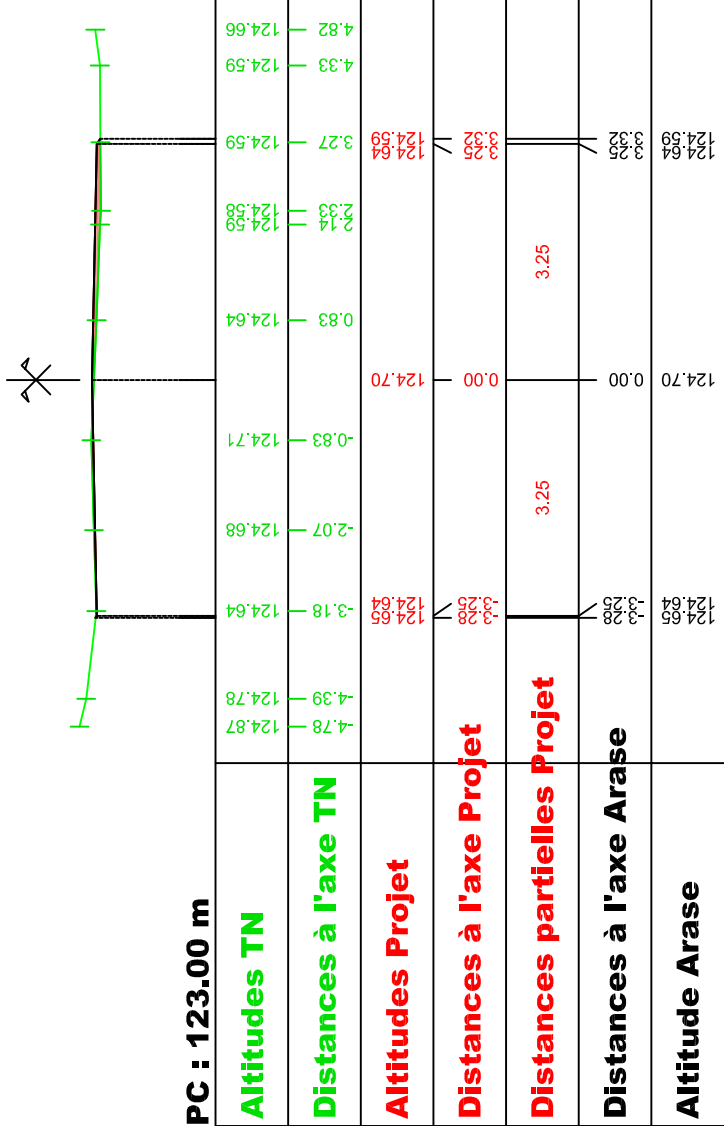 PC : 123.00 m
Altitudes TN
124.87 124.78 124.64 124.68 124.71 124.64 124.59 124.58 124.59 124.59 124.66
Distances à l'axe TN
-4.78 -4.39 -3.18 -2.07 -0.83 0.83 2.14 2.33 3.27 4.33 4.82
Altitudes Projet
124.65 124.64 124.70 124.64 124.59
Distances à l'axe Projet
-3.28 -3.25 0.00 3.25 3.32
Distances partielles Projet
3.25 3.25
Distances à l'axe Arase
-3.28 -3.25 0.00 3.25 3.32
Altitude Arase
124.65 124.64 124.70 124.64 124.59